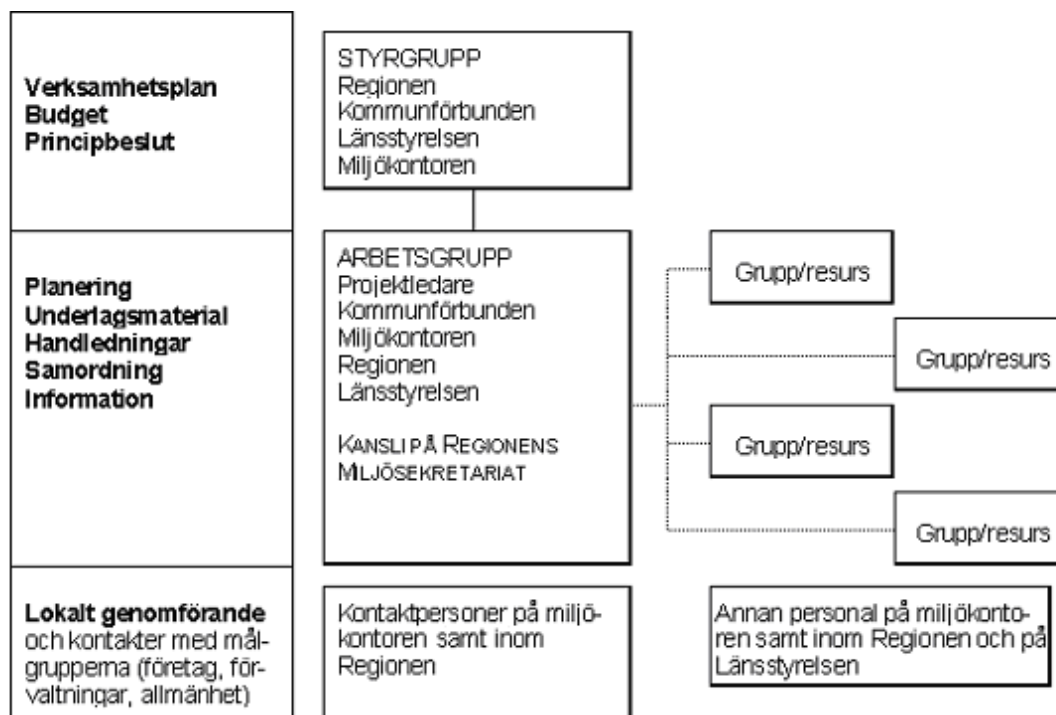 Verksamhetsplan
Budget
Principbeslut
STYRGRUPP
Regionen
Kommunförbunden
Länsstyrelsen
Miljökontoren
Planering
Underlagsmaterial
Handledningar
Samordning
Information
ARBETSGRUPP
Projektledare
Kommunförbunden
Miljökontoren
Regionen
Länsstyrelsen
KANSLI PÅ REGIONENS
MILJÖSEKRETARIAT
Grupp/resurs
Grupp/resurs
Grupp/resurs
Grupp/resurs
Lokalt genomförande
och kontakter med mål-
grupperna (företag, för-
valtningar, allmänhet)
Kontaktpersoner på miljö-
kontoren samt inom
Regionen
Annan personal på miljökonto-
ren samt inom Regionen och på
Länsstyrelsen